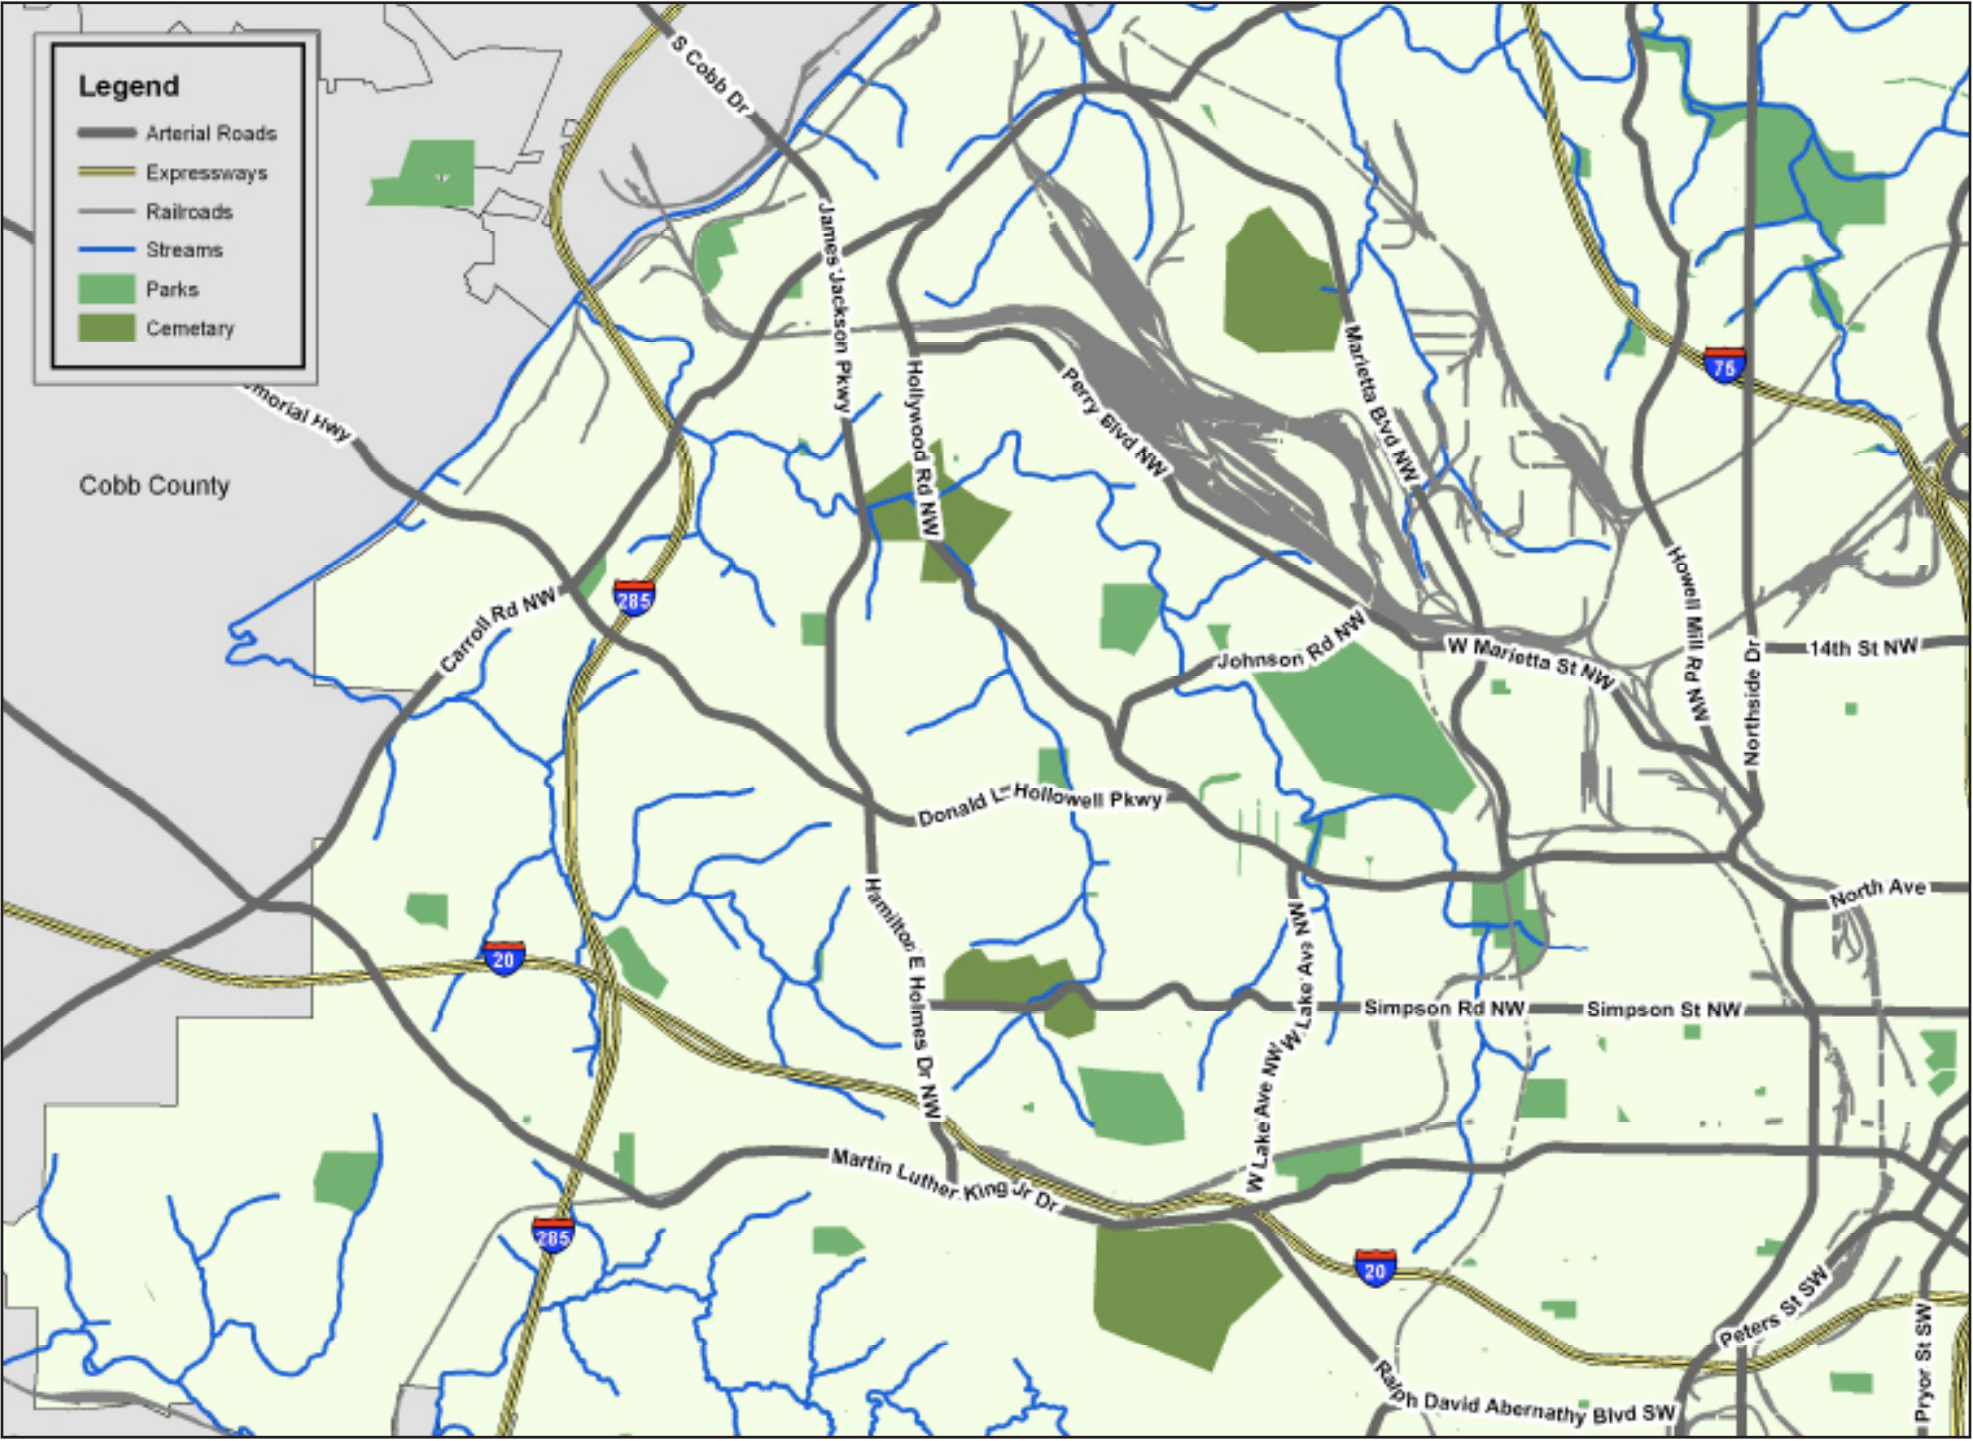 Legend
Arterial Roads
Expressways
Railroads
Streams
Parks
Cemetary
S Cobb Dr
James Jackson Pkwy
Hollywood Rd NW
Perry Blvd NW
Marietta Blvd NW
75
Cobb County
285
Carroll Rd NW
Johnson Rd NW
W Marietta St NW
Howell Mill Rd NW
Northside Dr
14th St NW
Donald L Hollowell Pkwy
Hamilton E Holmes Dr NW
North Ave
20
W Lake Ave NW
Simpson Rd NW
Simpson St NW
W Lake Ave NW
Martin Luther King Jr Dr
285
20
Peters St SW
Pryor St SW
Ralph David Abernathy Blvd SW